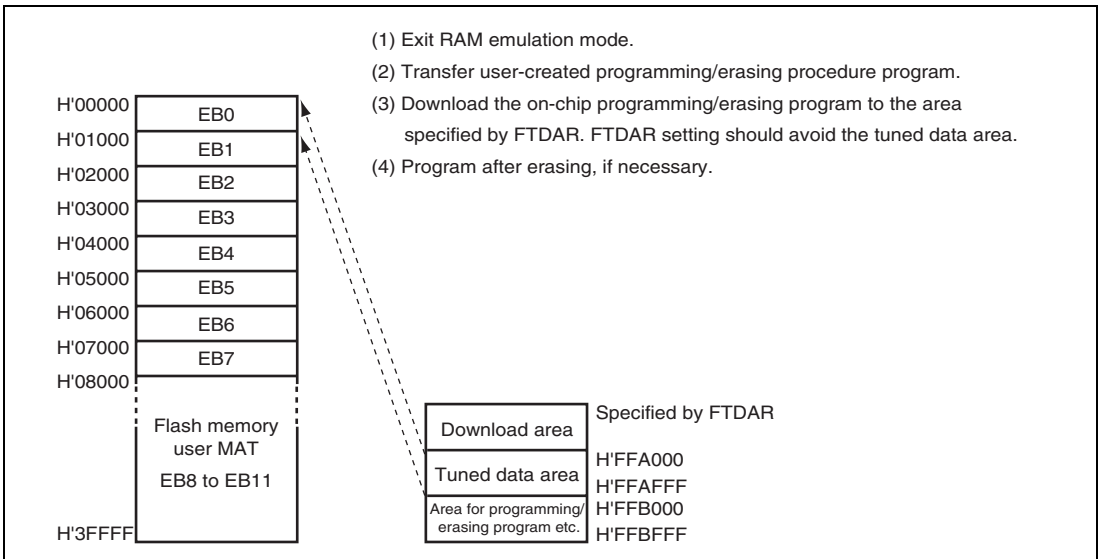 (1) Exit RAM emulation mode.
(2) Transfer user-created programming/erasing procedure program.
(3) Download the on-chip programming/erasing program to the area
specified by FTDAR. FTDAR setting should avoid the tuned data area.
(4) Program after erasing, if necessary.
H'00000
EB0
H'01000
EB1
H'02000
EB2
H'03000
EB3
H'04000
EB4
H'05000
EB5
H'06000
EB6
H'07000
EB7
H'08000
Flash memory
user MAT
EB8 to EB11
H'3FFFF
Download area
Specified by FTDAR
Tuned data area
H'FFA000
H'FFAFFF
Area for programming/
erasing program etc.
H'FFB000
H'FFBFFF